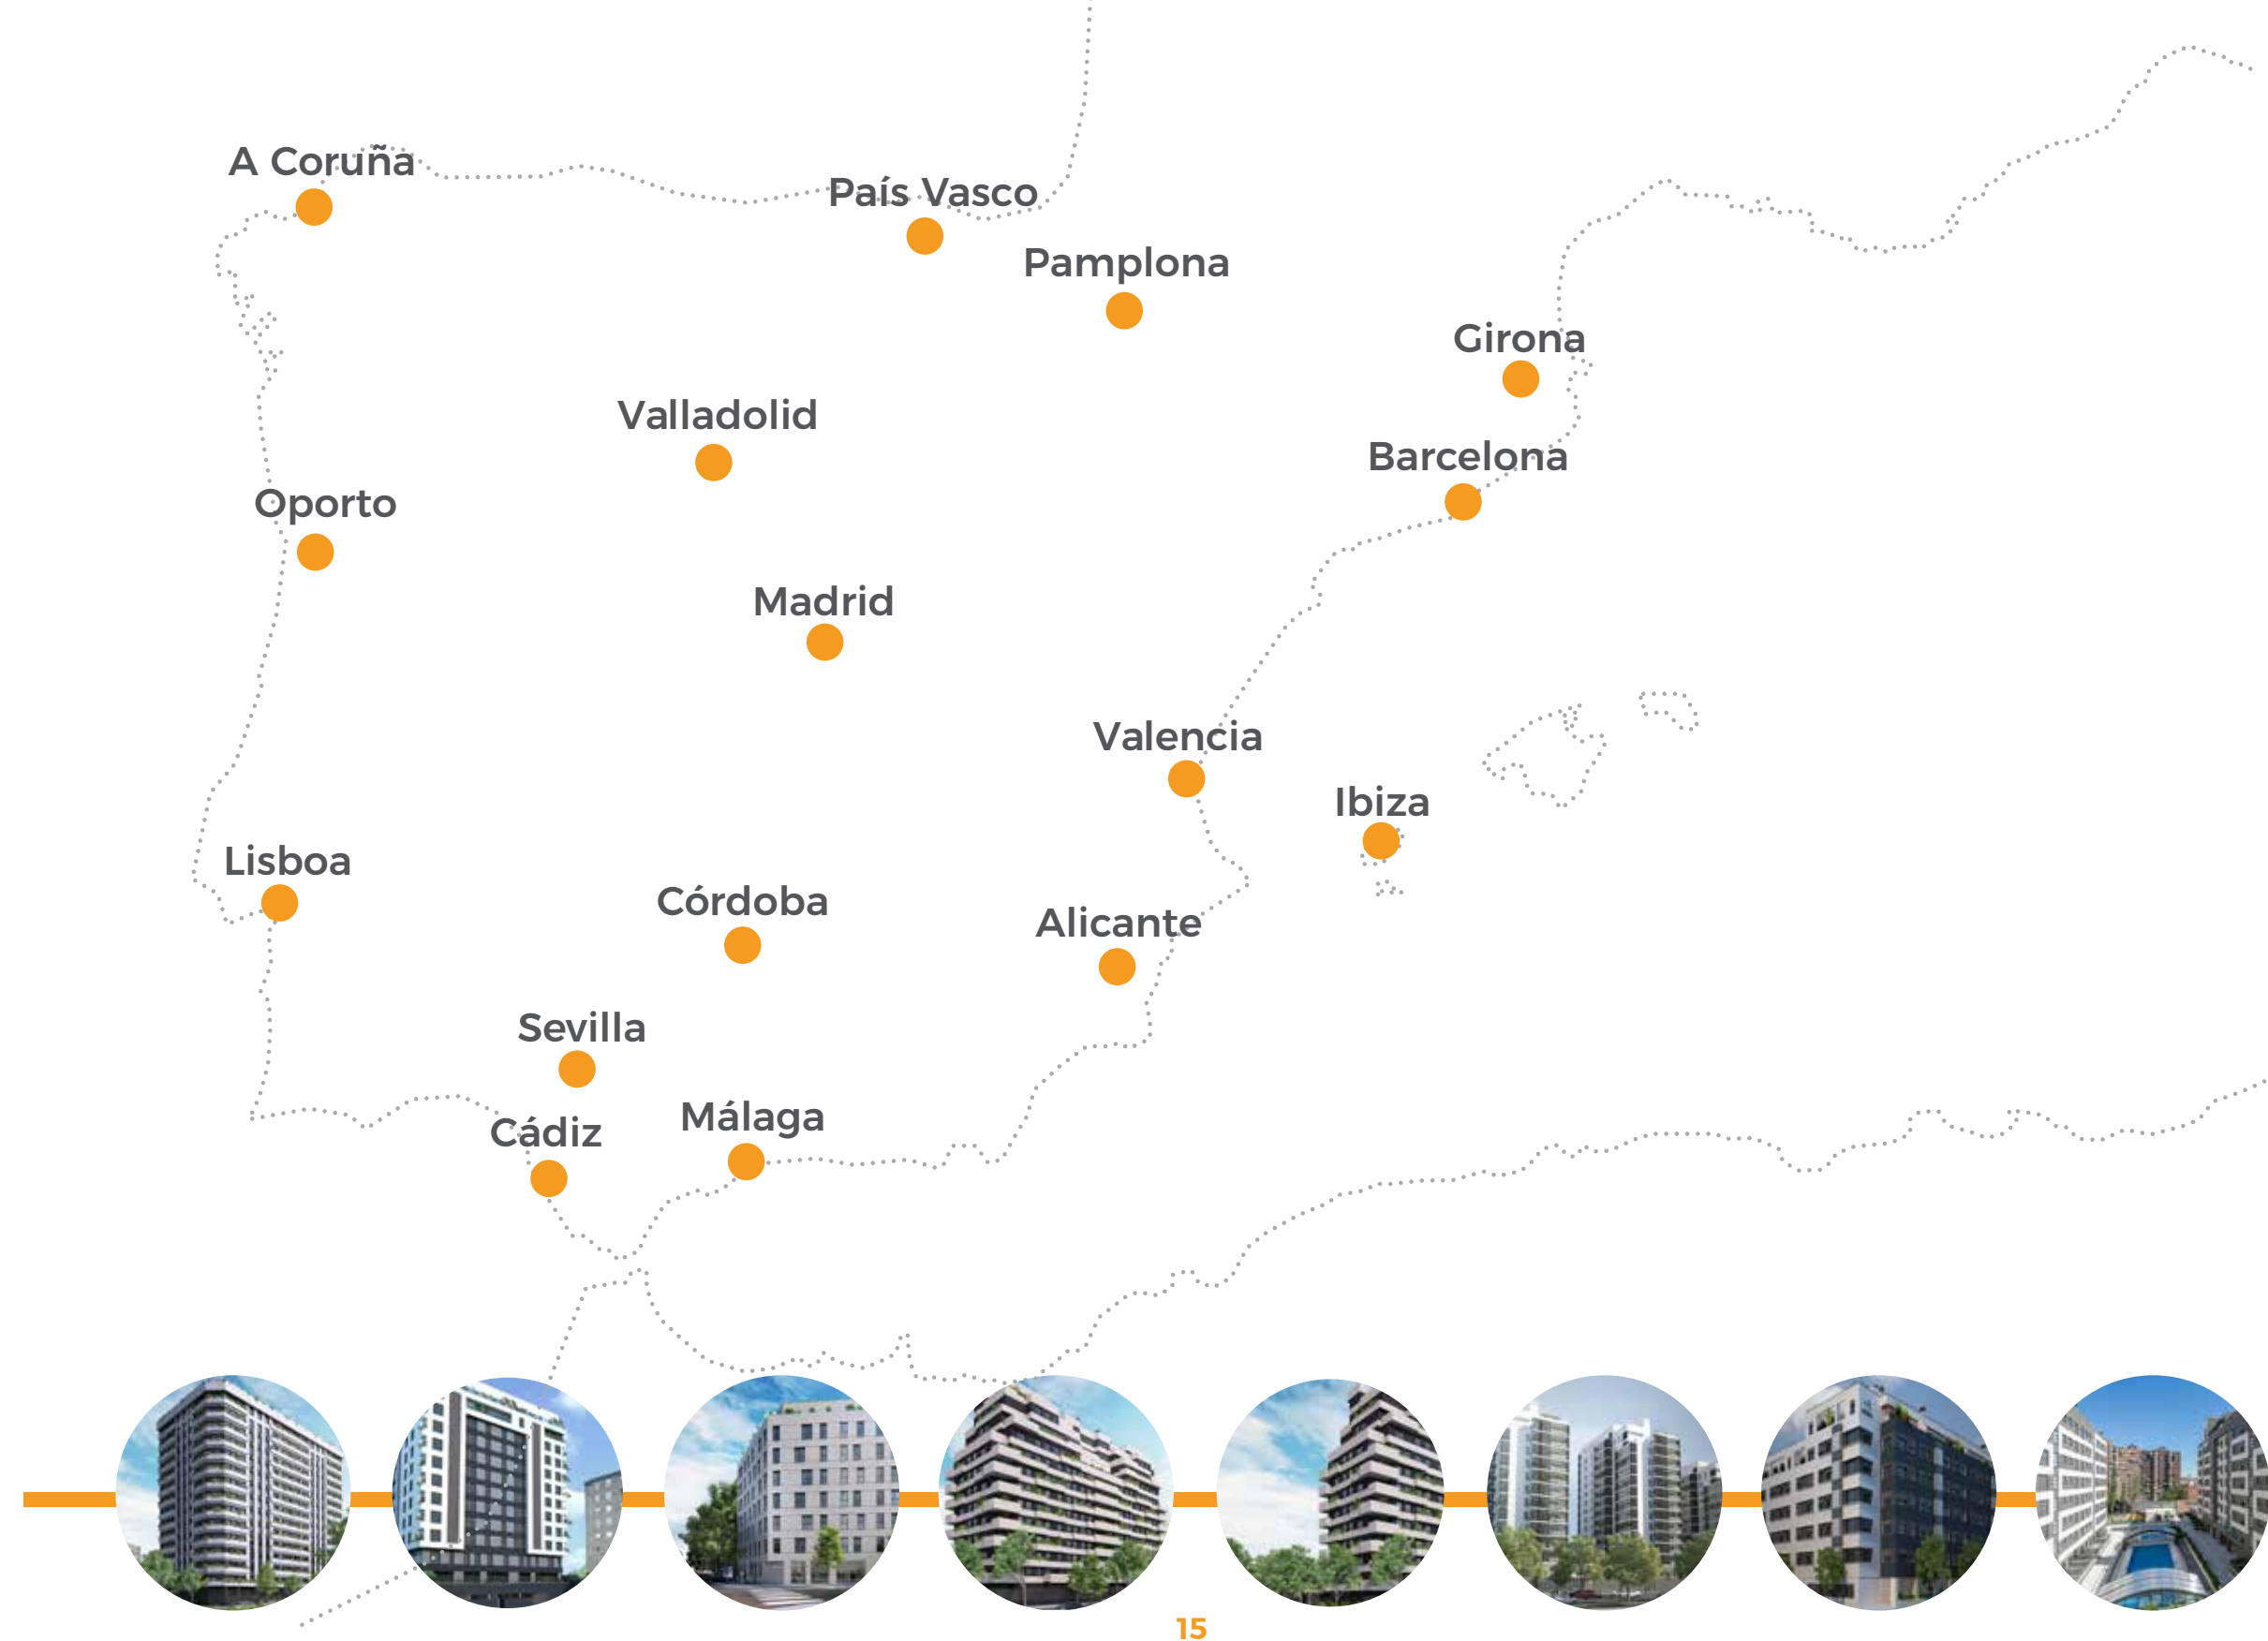 A Coruña
País Vasco
Pamplona
Girona
Valladolid
Barcelona
Oporto
Madrid
Valencia
Ibiza
Lisboa
Córdoba
Alicante
Sevilla
Málaga
Cádiz
15